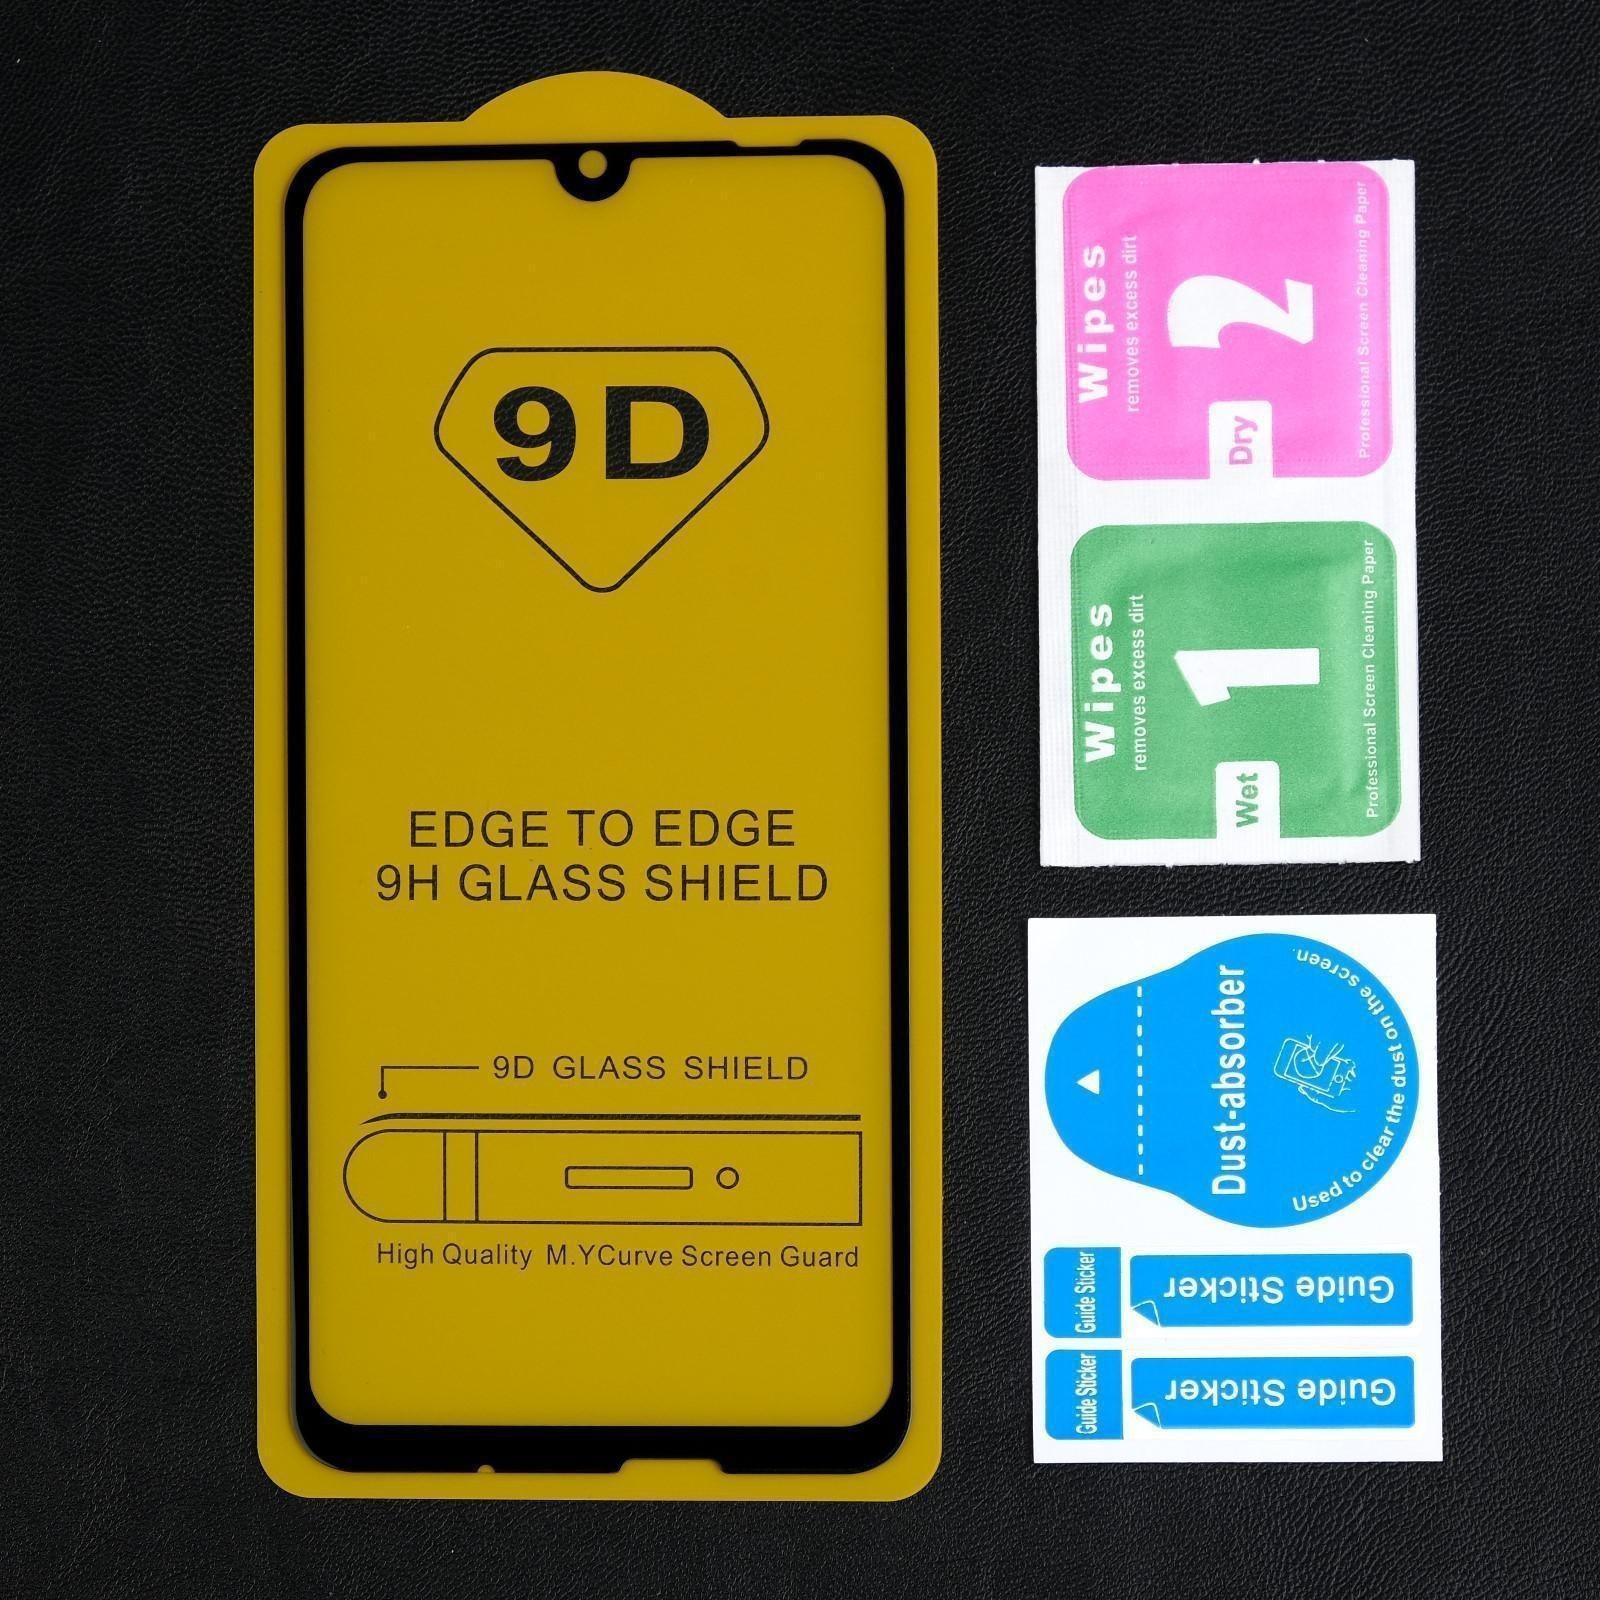 9D
EDGE TO EDGE
9H GLASS SHIELD
9D GLASS SHIELD
High Quality M.YCurve Screen Guard
Wipes
removes excess dirt
2
Dry
Professional Screen Cleaning Paper
Wipes
removes excess dirt
1
Wet
Professional Screen Cleaning Paper
Dust-absorber
Used to clear the dust on the screen.
Guide Sticker
Guide Sticker
Guide Sticker
Guide Sticker